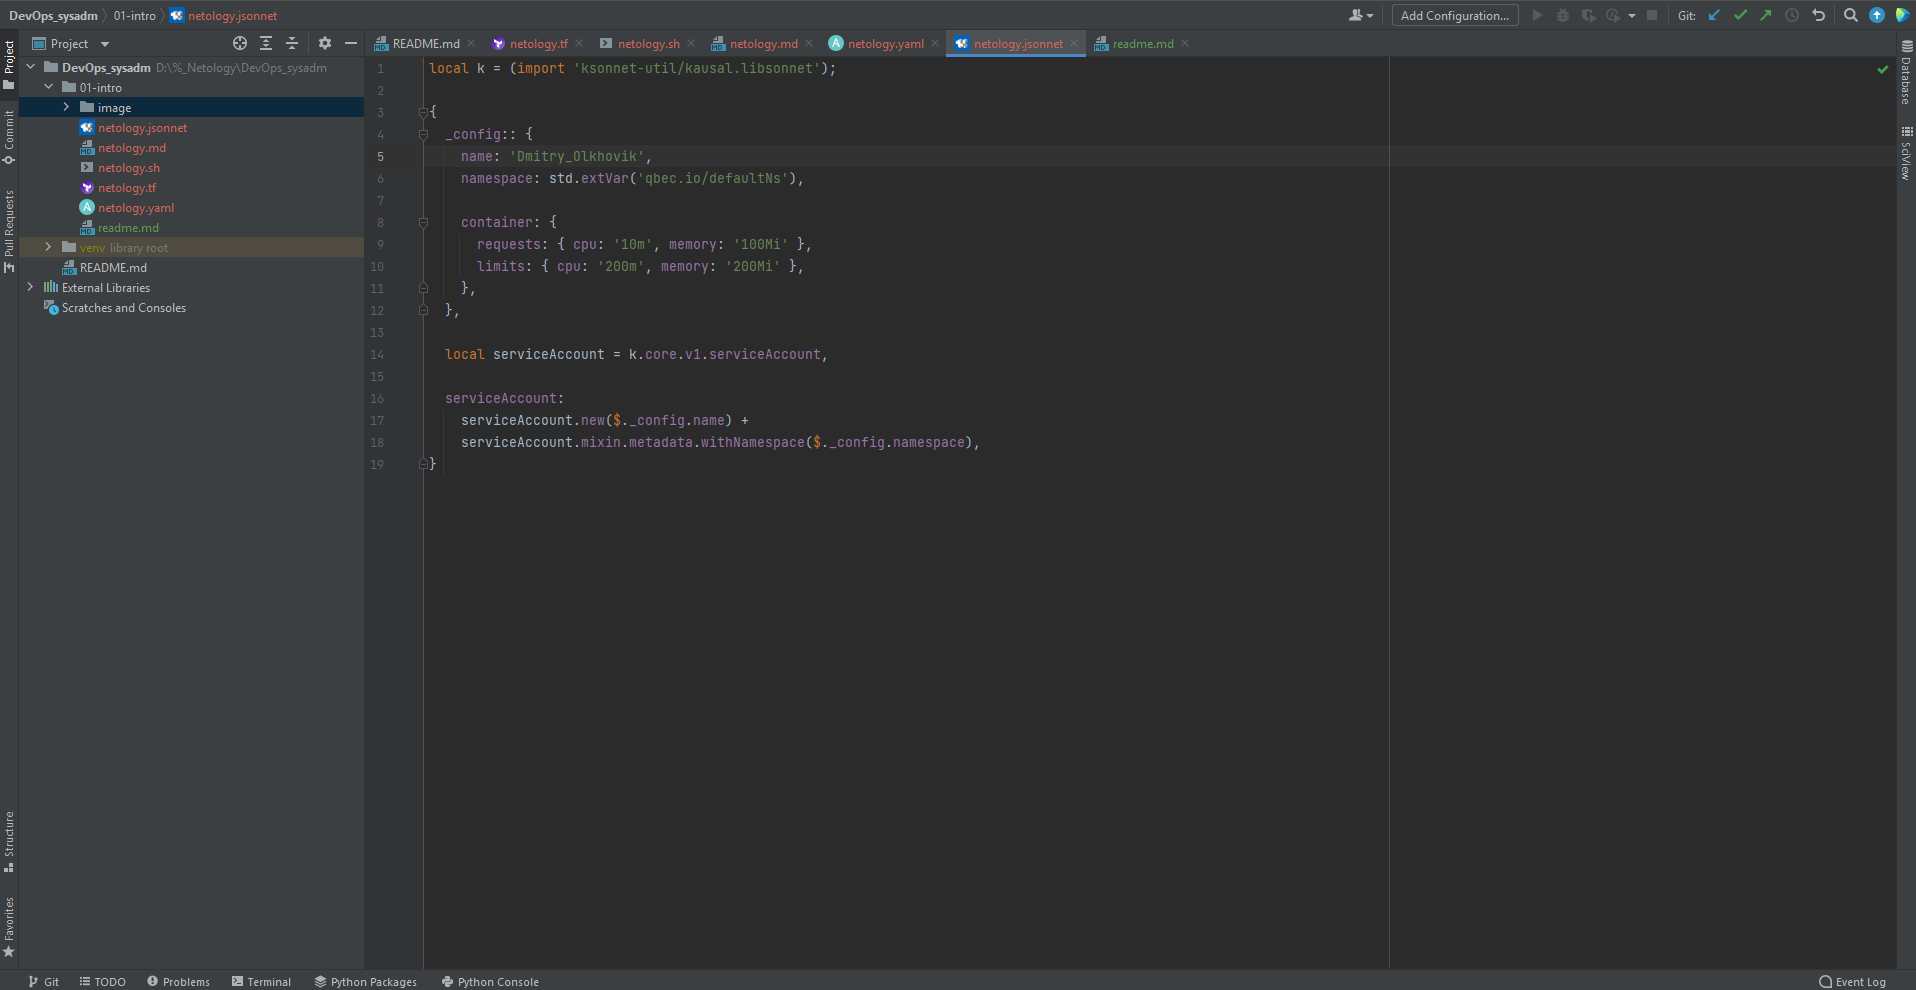 DevOps_sysadm 01-intro netology.jsonnet Add Configuration... Git:
Project README.md netology.tf netology.sh netology.md netology.yaml netology.jsonnet readme.md
Project
Commit
Pull Requests
Structure
Favorites
DevOps_sysadm D:\%_Netology\DevOps_sysadm
01-intro
image
netology.jsonnet
netology.md
netology.sh
netology.tf
netology.yaml
readme.md
venv library root
README.md
External Libraries
Scratches and Consoles
1 local k = (import 'ksonnet-util/kausal.libsonnet');
2
3 {
4 _config:: {
5 name: 'Dmitry_Olkhovik',
6 namespace: std.extVar('qbec.io/defaultNs'),
7
8 container: {
9 requests: { cpu: '10m', memory: '100Mi' },
10 limits: { cpu: '200m', memory: '200Mi' },
11 },
12 },
13
14 local serviceAccount = k.core.v1.serviceAccount,
15
16 serviceAccount:
17 serviceAccount.new($._config.name) +
18 serviceAccount.mixin.metadata.withNamespace($._config.namespace),
19 }
Database
SciView
Git TODO Problems Terminal Python Packages Python Console Event Log